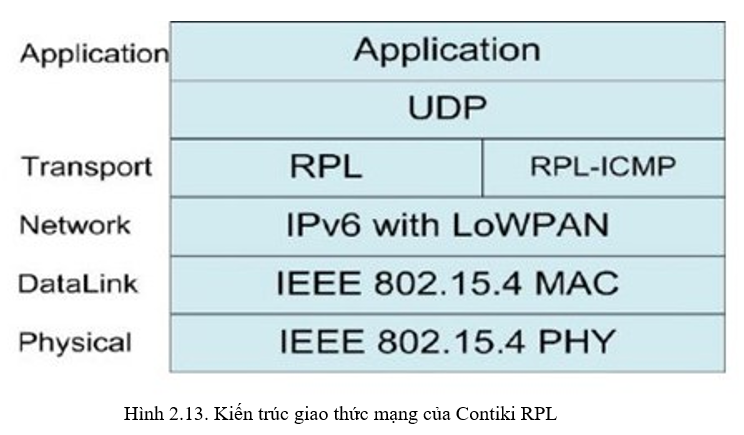 Application Application
UDP
Transport RPL RPL-ICMP
Network IPv6 with LoWPAN
DataLink IEEE 802.15.4 MAC
Physical IEEE 802.15.4 PHY
Hình 2.13. Kiến trúc giao thức mạng của Contiki RPL